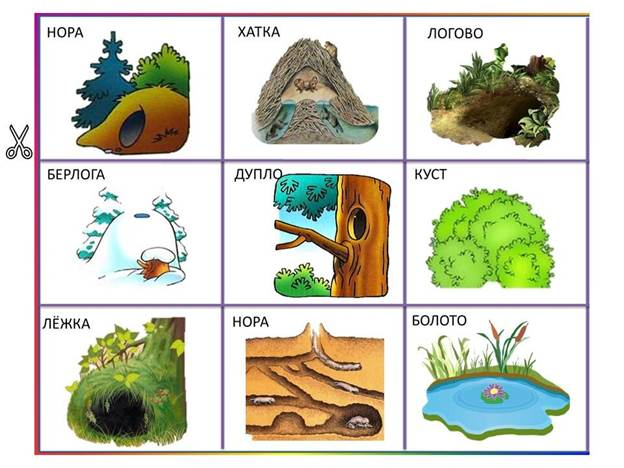 НОРА
ХАТКА
ЛОГОВО
БЕРЛОГА
ДУПЛО
КУСТ
ЛЁЖКА
НОРА
БОЛОТО